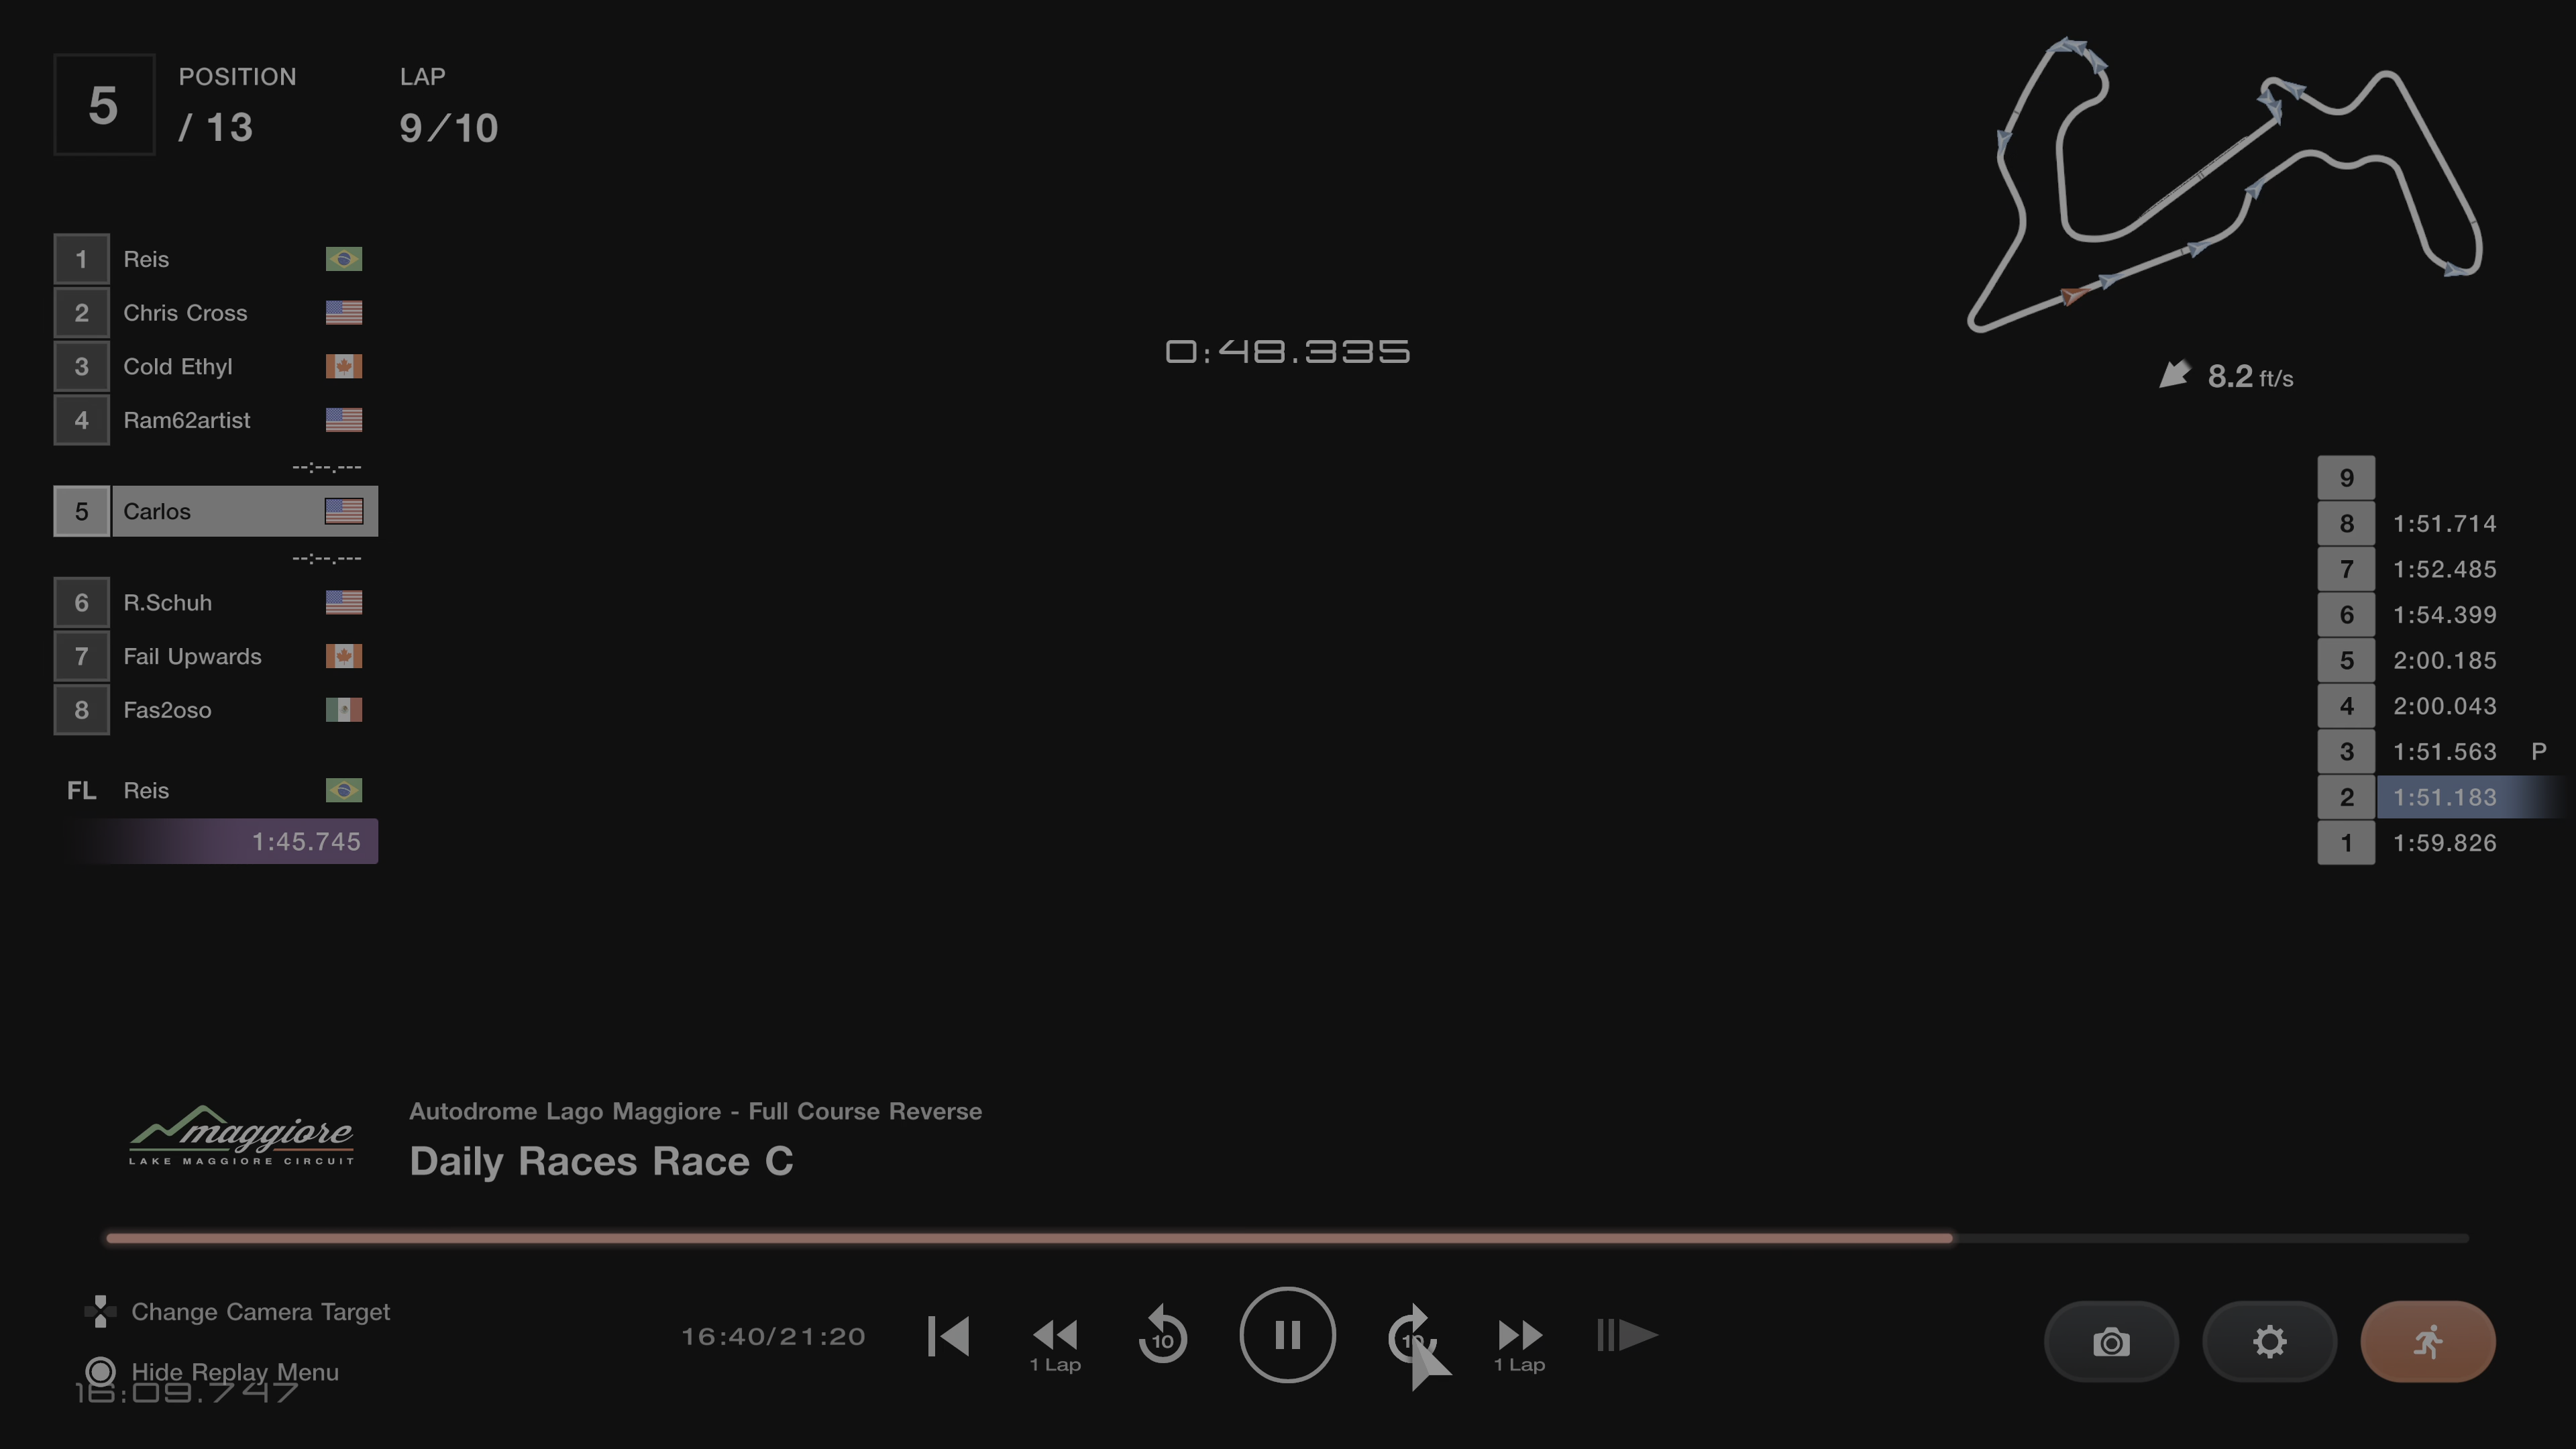 5
POSITION
/ 13
LAP
9/10
1 Reis
2 Chris Cross
3 Cold Ethyl
4 Ram62artist
--:--.---
5 Carlos
--:--.---
6 R.Schuh
7 Fail Upwards
8 Fas2oso
FL Reis
1:45.745
0:48.335
8.2 ft/s
9
8 1:51.714
7 1:52.485
6 1:54.399
5 2:00.185
4 2:00.043
3 1:51.563 P
2 1:51.183
1 1:59.826
maggiore
LAKE MAGGIORE CIRCUIT
Autodrome Lago Maggiore - Full Course Reverse
Daily Races Race C
Change Camera Target
Hide Replay Menu
16:09.747
16:40/21:20
1 Lap
10
10
1 Lap